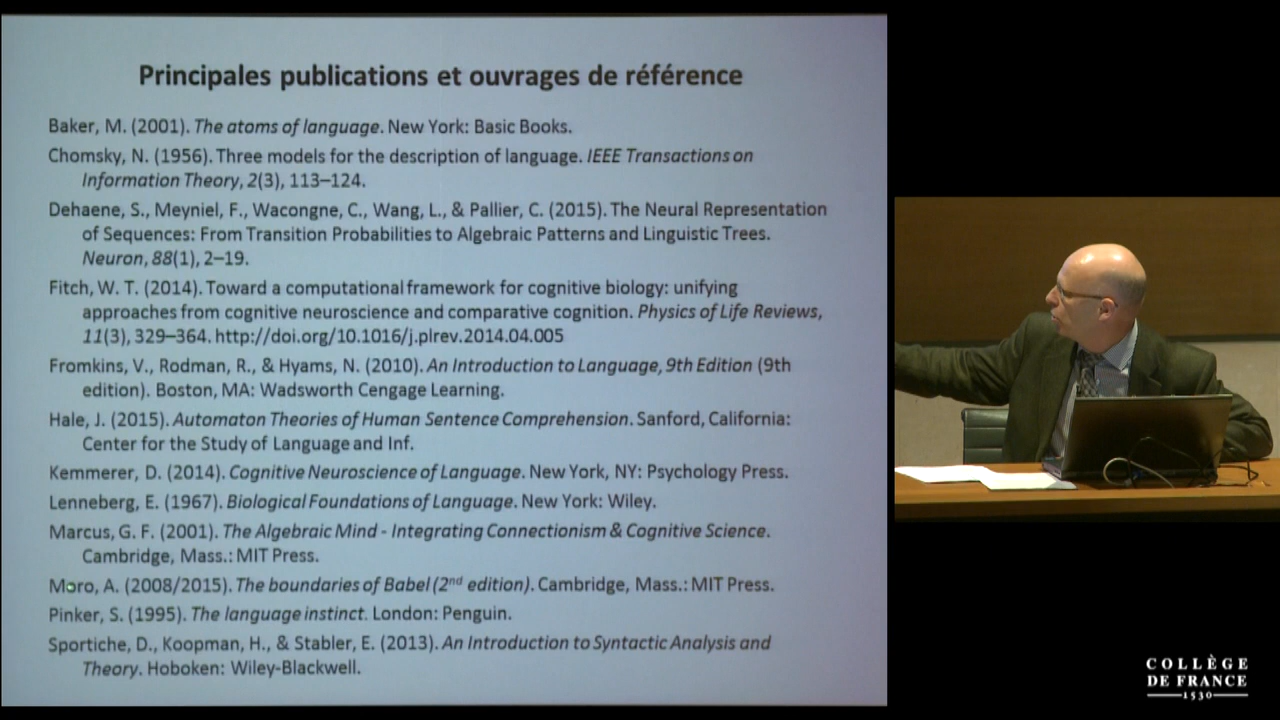 Principales publications et ouvrages de référence
Baker, M. (2001). The atoms of language. New York: Basic Books.
Chomsky, N. (1956). Three models for the description of language. IEEE Transactions on
Information Theory, 2(3), 113–124.
Dehaene, S., Meyniel, F., Wacongne, C., Wang, L., & Pallier, C. (2015). The Neural Representation
of Sequences: From Transition Probabilities to Algebraic Patterns and Linguistic Trees.
Neuron, 88(1), 2–19.
Fitch, W. T. (2014). Toward a computational framework for cognitive biology: unifying
approaches from cognitive neuroscience and comparative cognition. Physics of Life Reviews,
11(3), 329–364. http://doi.org/10.1016/j.plrev.2014.04.005
Fromkins, V., Rodman, R., & Hyams, N. (2010). An Introduction to Language, 9th Edition (9th
edition). Boston, MA: Wadsworth Cengage Learning.
Hale, J. (2015). Automaton Theories of Human Sentence Comprehension. Sanford, California:
Center for the Study of Language and Inf.
Kemmerer, D. (2014). Cognitive Neuroscience of Language. New York, NY: Psychology Press.
Lenneberg, E. (1967). Biological Foundations of Language. New York: Wiley.
Marcus, G. F. (2001). The Algebraic Mind - Integrating Connectionism & Cognitive Science.
Cambridge, Mass.: MIT Press.
Moro, A. (2008/2015). The boundaries of Babel (2nd edition). Cambridge, Mass.: MIT Press.
Pinker, S. (1995). The language instinct. London: Penguin.
Sportiche, D., Koopman, H., & Stabler, E. (2013). An Introduction to Syntactic Analysis and
Theory. Hoboken: Wiley-Blackwell.
COLLÈGE
DE FRANCE
1530